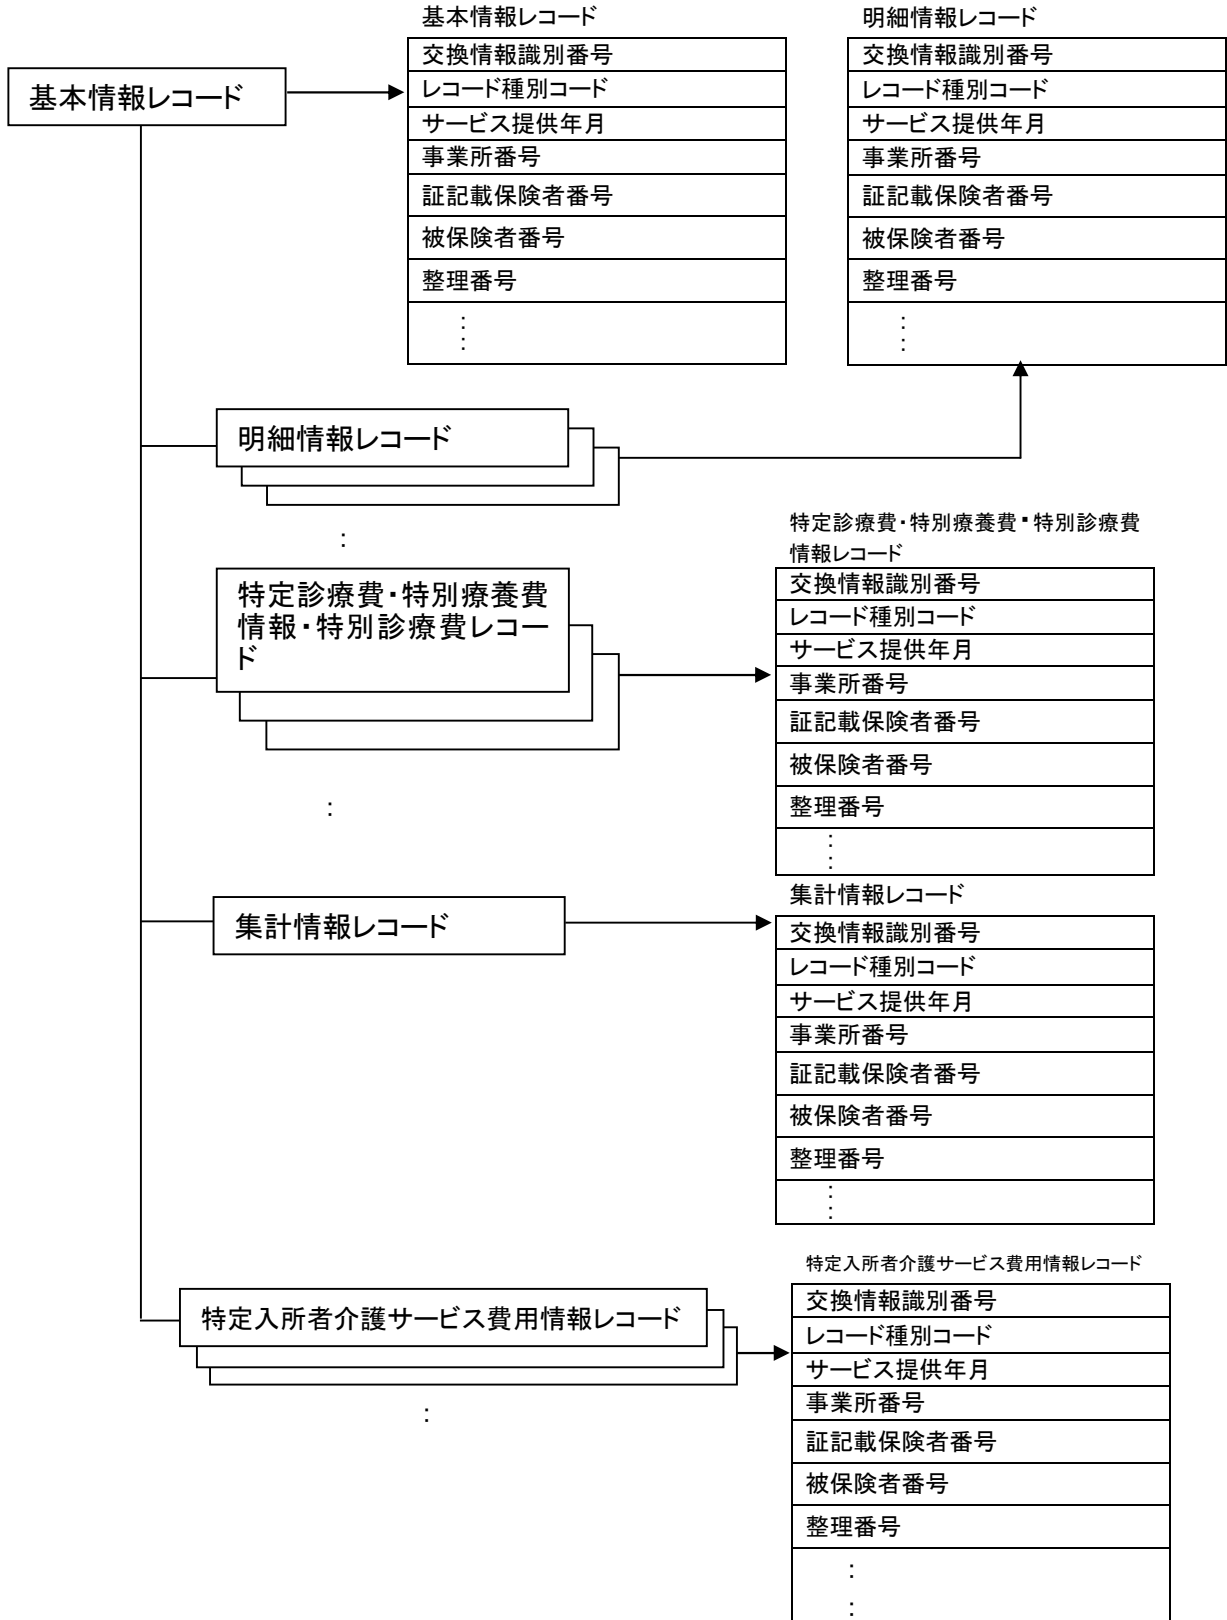 基本情報レコード
基本情報レコード
交換情報識別番号
レコード種別コード
サービス提供年月
事業所番号
証記載保険者番号
被保険者番号
整理番号
:
:
明細情報レコード
交換情報識別番号
レコード種別コード
サービス提供年月
事業所番号
証記載保険者番号
被保険者番号
整理番号
:
:
明細情報レコード
:
特定診療費・特別療養費
情報・特別診療費レコー
ド
:
特定診療費・特別療養費・特別診療費
情報レコード
交換情報識別番号
レコード種別コード
サービス提供年月
事業所番号
証記載保険者番号
被保険者番号
整理番号
:
:
集計情報レコード
集計情報レコード
交換情報識別番号
レコード種別コード
サービス提供年月
事業所番号
証記載保険者番号
被保険者番号
整理番号
:
:
特定入所者介護サービス費用情報レコード
:
特定入所者介護サービス費用情報レコード
交換情報識別番号
レコード種別コード
サービス提供年月
事業所番号
証記載保険者番号
被保険者番号
整理番号
:
: